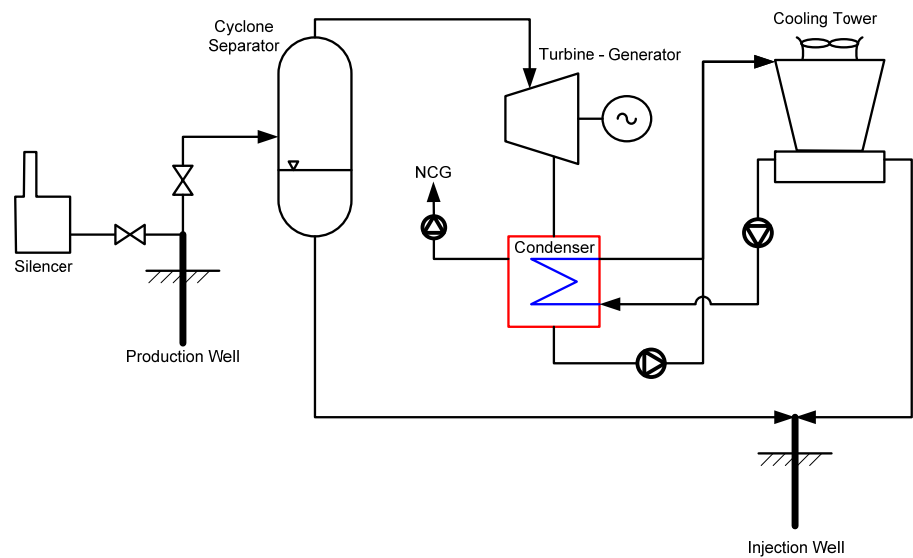 Cooling Tower
Cyclone
Separator
Turbine - Generator
NCG
Condenser
Silencer
Production Well
Injection Well